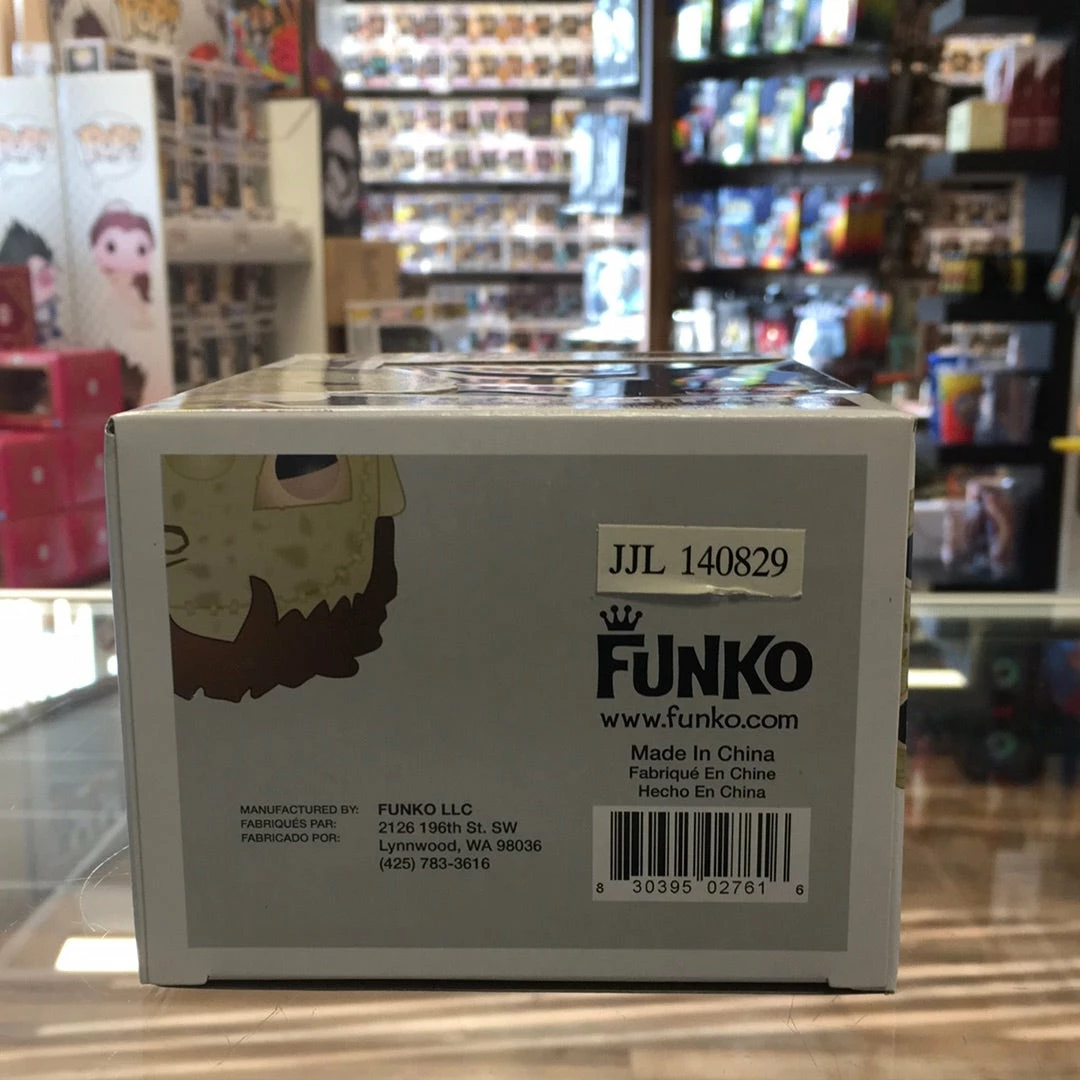 JJL 140829
FUNKO
www.funko.com
Made In China
Fabriqué En Chine
Hecho En China
MANUFACTURED BY: FUNKO LLC
FABRIQUÉS PAR: 2126 196th St. SW
FABRICADO POR: Lynnwood, WA 98036
(425) 783-3616
8 30395 02761 6